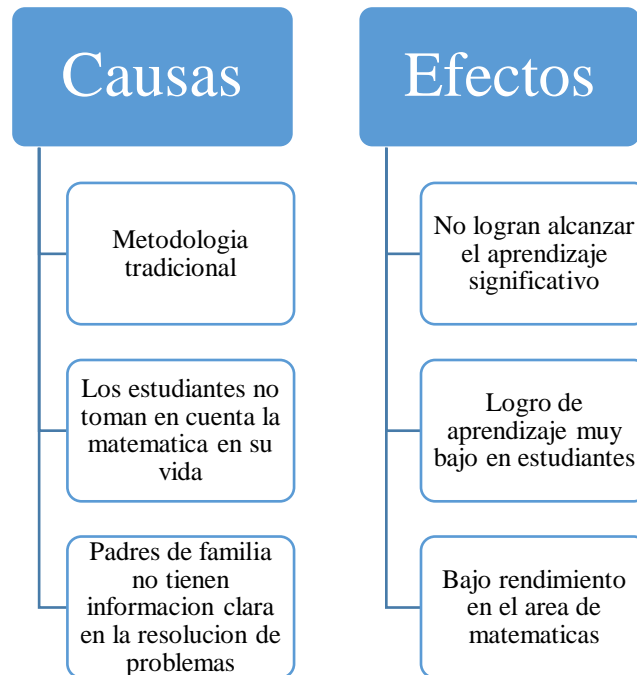 Causas
Metodologia
tradicional
Los estudiantes no
toman en cuenta la
matematica en su
vida
Padres de familia
no tienen
informacion clara
en la resolucion de
problemas
Efectos
No logran alcanzar
el aprendizaje
significativo
Logro de
aprendizaje muy
bajo en estudiantes
Bajo rendimiento
en el area de
matematicas